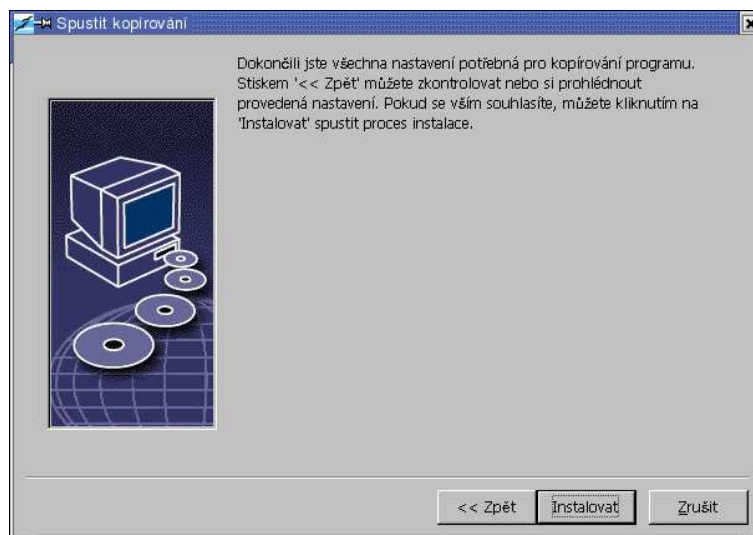 Spustit kopírování
Dokončili jste všechna nastavení potřebná pro kopírování programu.
Stiskem '<< Zpět' můžete zkontrolovat nebo si prohlédnout
provedená nastavení. Pokud se vším souhlasíte, můžete kliknutím na
'Instalovat' spustit proces instalace.
<< Zpět Instalovat Zrušit